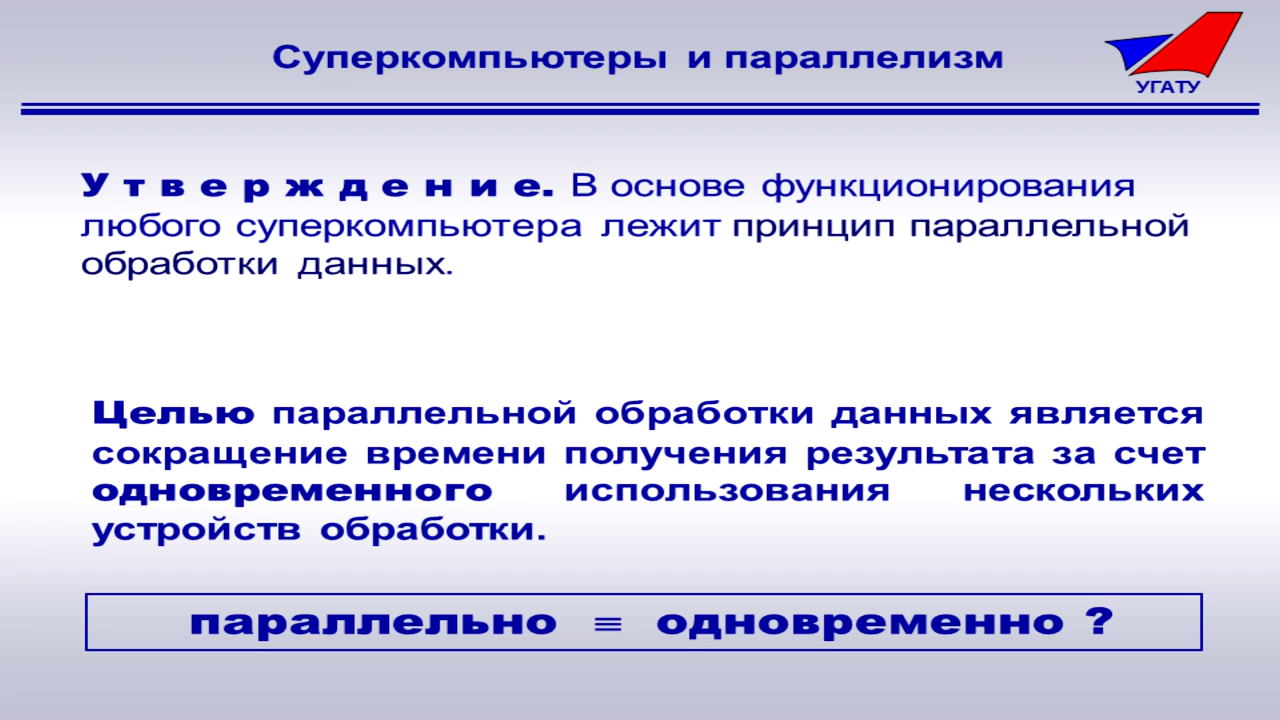 Суперкомпьютеры и параллелизм
УГАТУ
У т в е р ж д е н и е. В основе функционирования
любого суперкомпьютера лежит принцип параллельной
обработки данных.
Целью параллельной обработки данных является
сокращение времени получения результата за счет
одновременного использования нескольких
устройств обработки.
параллельно ≡ одновременно ?